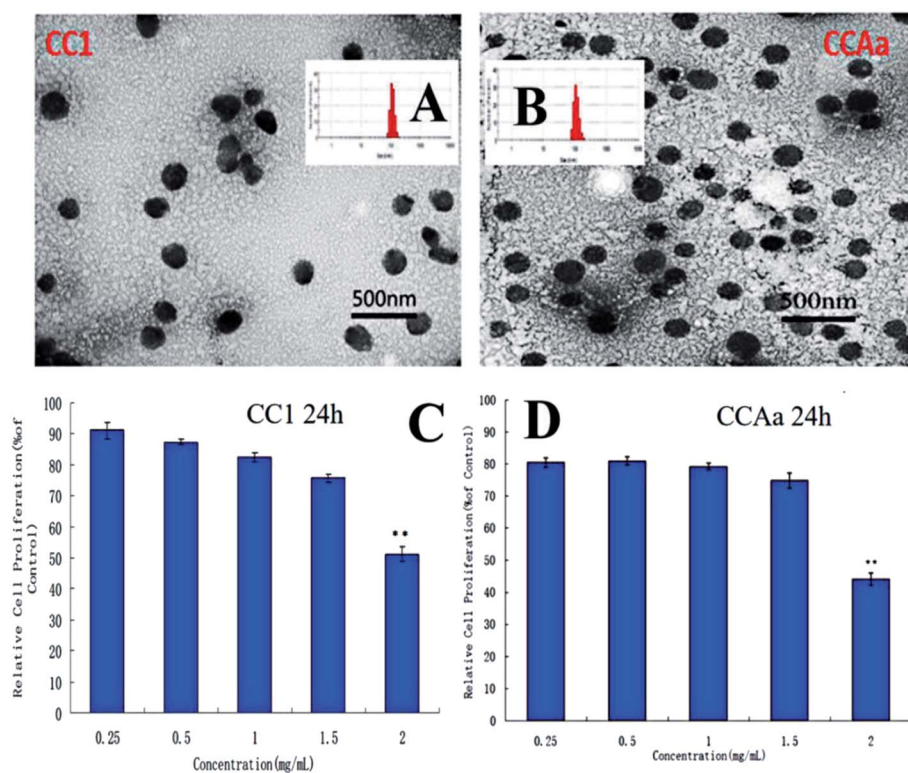 CC1
A
500nm
CCAa
B
500nm
CC1 24h
C
Relative Cell Proliferation(%of
Control)
100
90
80
70
60
50
40
30
20
10
0
**
0.25 0.5 1 1.5 2
Concentration(mg/mL)
D
CCAa 24h
Relative Cell Proliferation(%of Control)
100
90
80
70
60
50
40
30
20
10
0
**
0.25 0.5 1 1.5 2
Concentration(mg/mL)